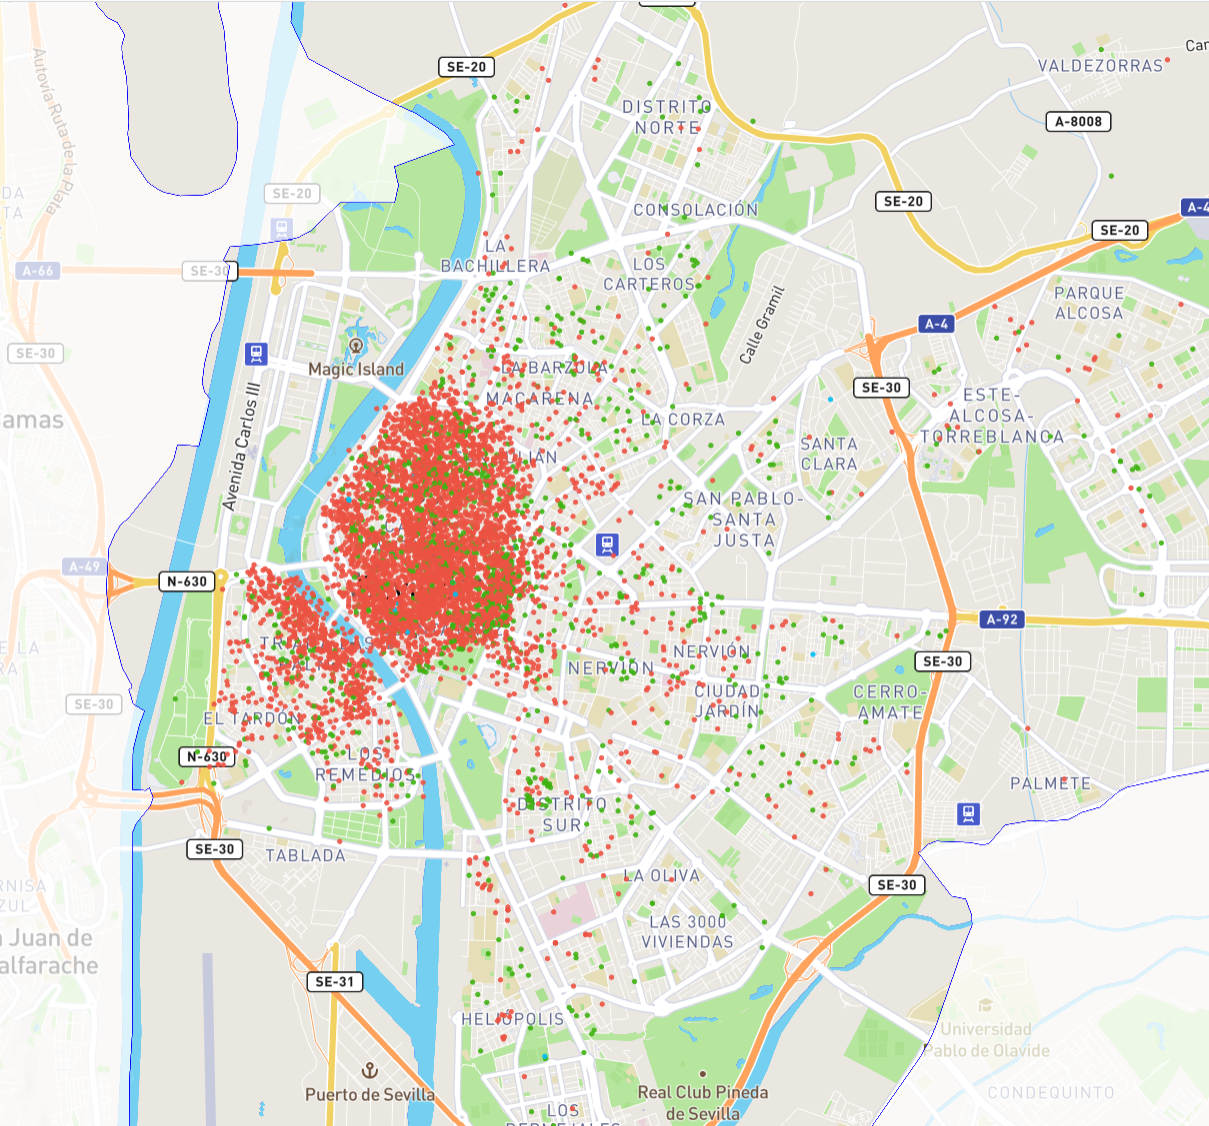 SE-20
Car
VALDEZORRAS
DISTRITO
NORTE
A-8008
Autovía Ruta de la Plata
DA
TA
SE-20
SE-20
CONSOLACIÓN
A-4
SE-20
LA
BACHILLERA
A-66
SE-30
LOS
CARTEROS
PARQUE
ALCOSA
Calle Gramil
A-4
SE-30
Magic Island
LA BARZOLA
SE-30
MACARENA
ESTE-
ALCOSA-
TORREBLANCA
amas
Avenida Carlos III
LA CORZA
SANTA
CLARA
SAN PABLO-
SANTA
JUSTA
A-49
N-630
A-92
E LA
RA
NERVIÓN
NERVIÓN
SE-30
SE-30
CIUDAD
JARDÍN
CERRO-
AMATE
EL TARDÓN
N-630
LOS
REMEDIOS
PALMETE
DISTRITO
SUR
SE-30
TABLADA
LA OLIVA
SE-30
RNISA
ZUL
LAS 3000
VIVIENDAS
n Juan de
alfarache
SE-31
HELIÓPOLIS
Universidad
Pablo de Olavide
Puerto de Sevilla
Real Club Pineda
de Sevilla
CONDEQUINTO
LOS
BERMEJALES